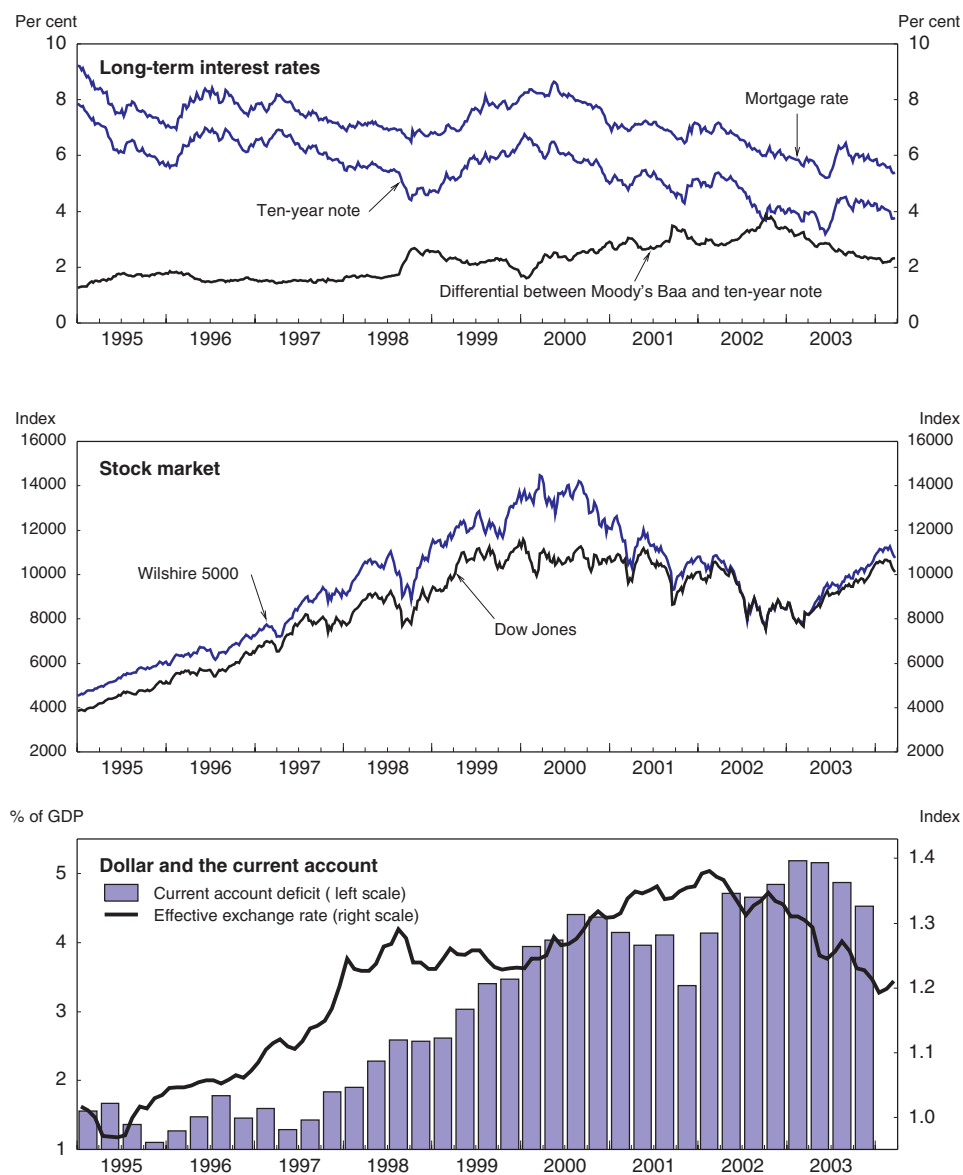 Per cent Per cent
10 10
Long-term interest rates
8 8
Mortgage rate
6 6
Ten-year note
4 4
2 2
Differential between Moody's Baa and ten-year note
0 0
1995 1996 1997 1998 1999 2000 2001 2002 2003
Index Index
16000 16000
Stock market
14000 14000
12000 12000
Wilshire 5000
10000 10000
Dow Jones
8000 8000
6000 6000
4000 4000
2000 2000
1995 1996 1997 1998 1999 2000 2001 2002 2003
% of GDP Index
Dollar and the current account
5 1.4
Current account deficit ( left scale)
Effective exchange rate (right scale)
4 1.3
3 1.2
2 1.1
1.0
1
1995 1996 1997 1998 1999 2000 2001 2002 2003